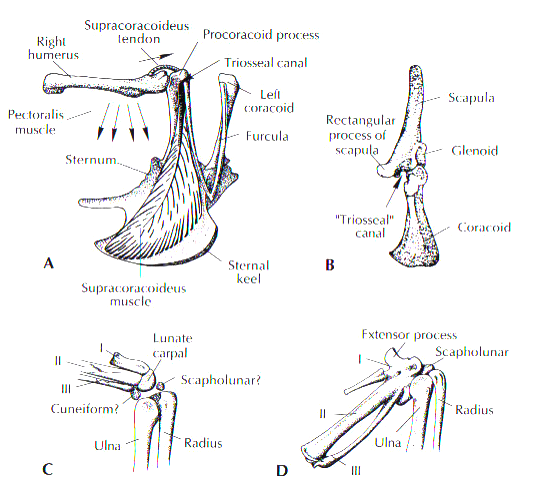 Supracoracoideus
tendon
Procoracoid process
Right
humerus
Triosseal canal
Left
coracoid
Pectoralis
muscle
Furcula
Sternum
A
Sternal
keel
Supracoracoideus
muscle
Scapula
Rectangular
process of
scapula
Glenoid
"Triosseal"
canal
Coracoid
B
Lunate
carpal
I
II
III
Scapholunar?
Cuneiform?
Ulna
Radius
C
Extensor process
I
Scapholunar
II
Radius
Ulna
III
D